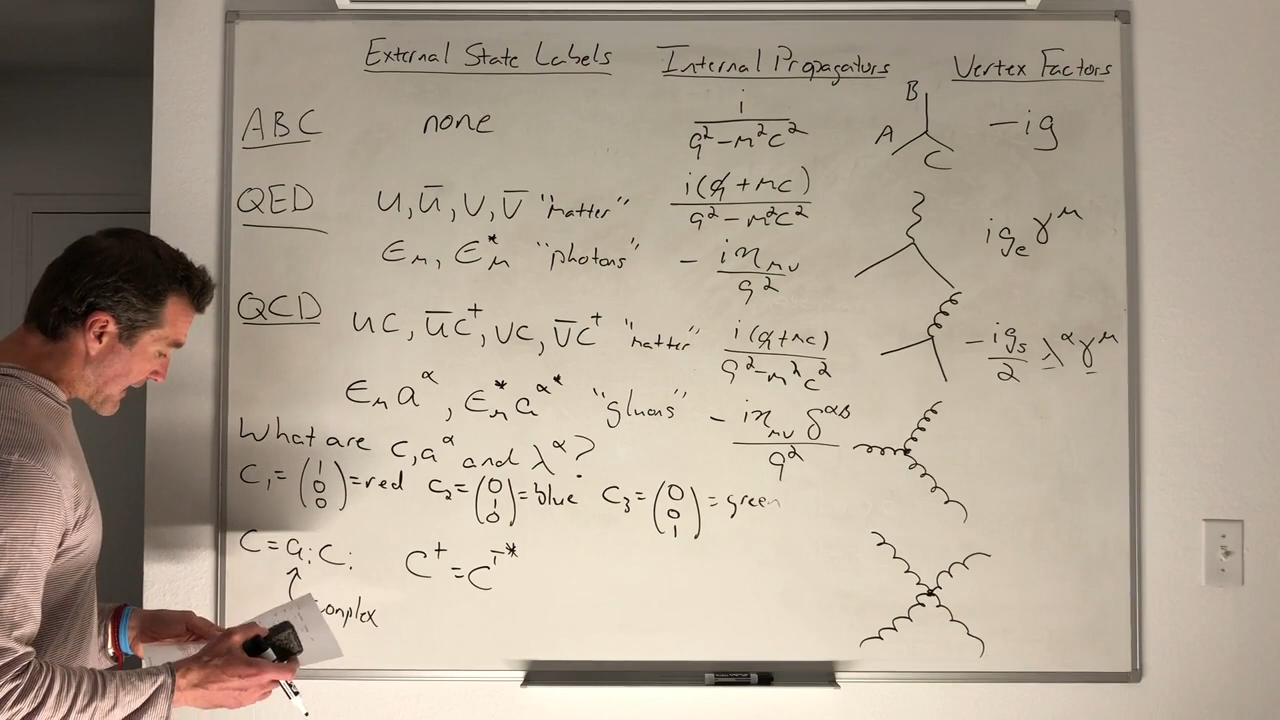 External State Labels Internal Propagators Vertex Factors
ABC none i/(q²-m²c²) B A C -ig
QED u, ū, v, v̄ "matter" i(q̸+mc)/(q²-m²c²) ig_e γ^μ
ϵ_μ, ϵ*_μ "photons" - iη_μν/q²
QCD uc, ūc†, vc, v̄c† "matter" i(q̸+mc)/(q²-m²c²) -ig_s/2 λ^α γ^μ
ϵ_μ a^α, ϵ*_μ a^α* "gluons" - iη_μν δ^αβ/q²
What are c, a^α and λ^α?
C₁=(1 0 0)=red C₂=(0 1 0)=blue C₃=(0 0 1)=green
C=a_i C_i C†=C^T*
complex